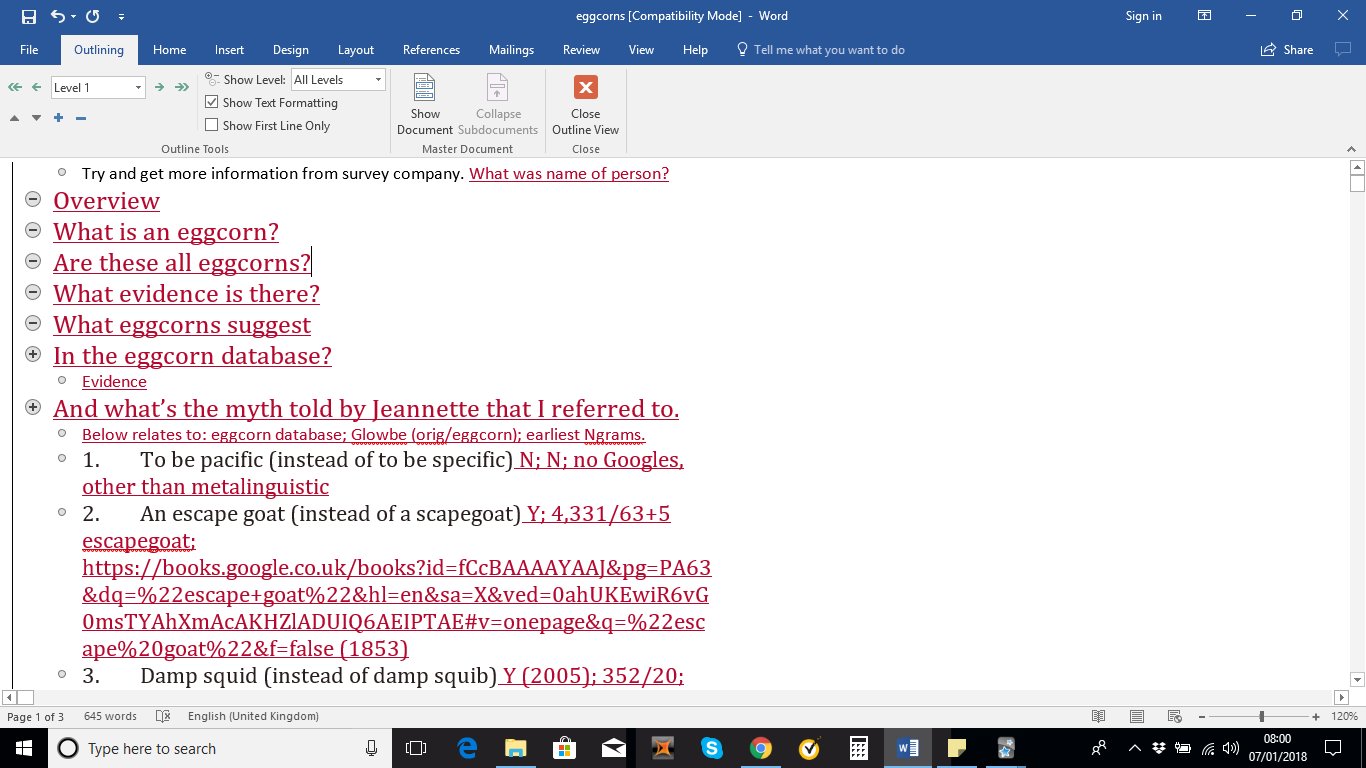 eggcorns [Compatibility Mode] - Word
Sign in
File Outlining Home Insert Design Layout References Mailings Review View Help Tell me what you want to do Share
Level 1
Show Level: All Levels
Show Text Formatting
Show First Line Only
Outline Tools
Show Document
Collapse Subdocuments
Master Document
Close Outline View
Close
Try and get more information from survey company. What was name of person?
Overview
What is an eggcorn?
Are these all eggcorns?
What evidence is there?
What eggcorns suggest
In the eggcorn database?
Evidence
And what’s the myth told by Jeannette that I referred to.
Below relates to: eggcorn database; Glowbe (orig/eggcorn); earliest Ngrams.
1. To be pacific (instead of to be specific) N; N; no Googles,
other than metalinguistic
2. An escape goat (instead of a scapegoat) Y; 4,331/63+5
escapegoat;
https://books.google.co.uk/books?id=fCcBAAAAYAAJ&pg=PA63
&dq=%22escape+goat%22&hl=en&sa=X&ved=0ahUKEwiR6vG
0msTYAhXmAcAKHZlADUIQ6AEIPTAE#v=onepage&q=%22esc
ape%20goat%22&f=false (1853)
3. Damp squid (instead of damp squib) Y (2005); 352/20;
Page 1 of 3 645 words English (United Kingdom) 120%
Type here to search
08:00
07/01/2018